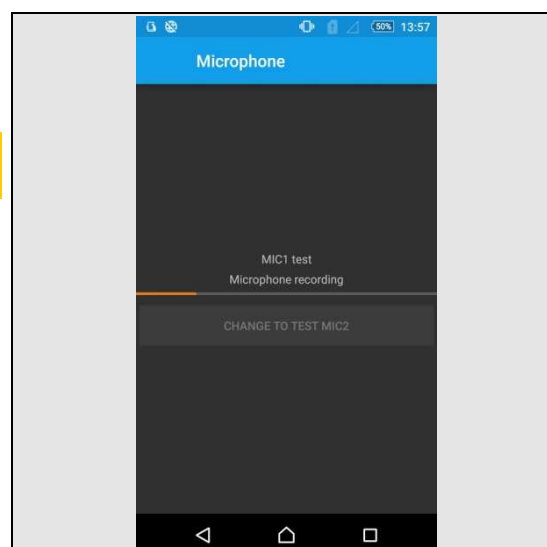 50% 13:57
Microphone
MIC1 test
Microphone recording
CHANGE TO TEST MIC2